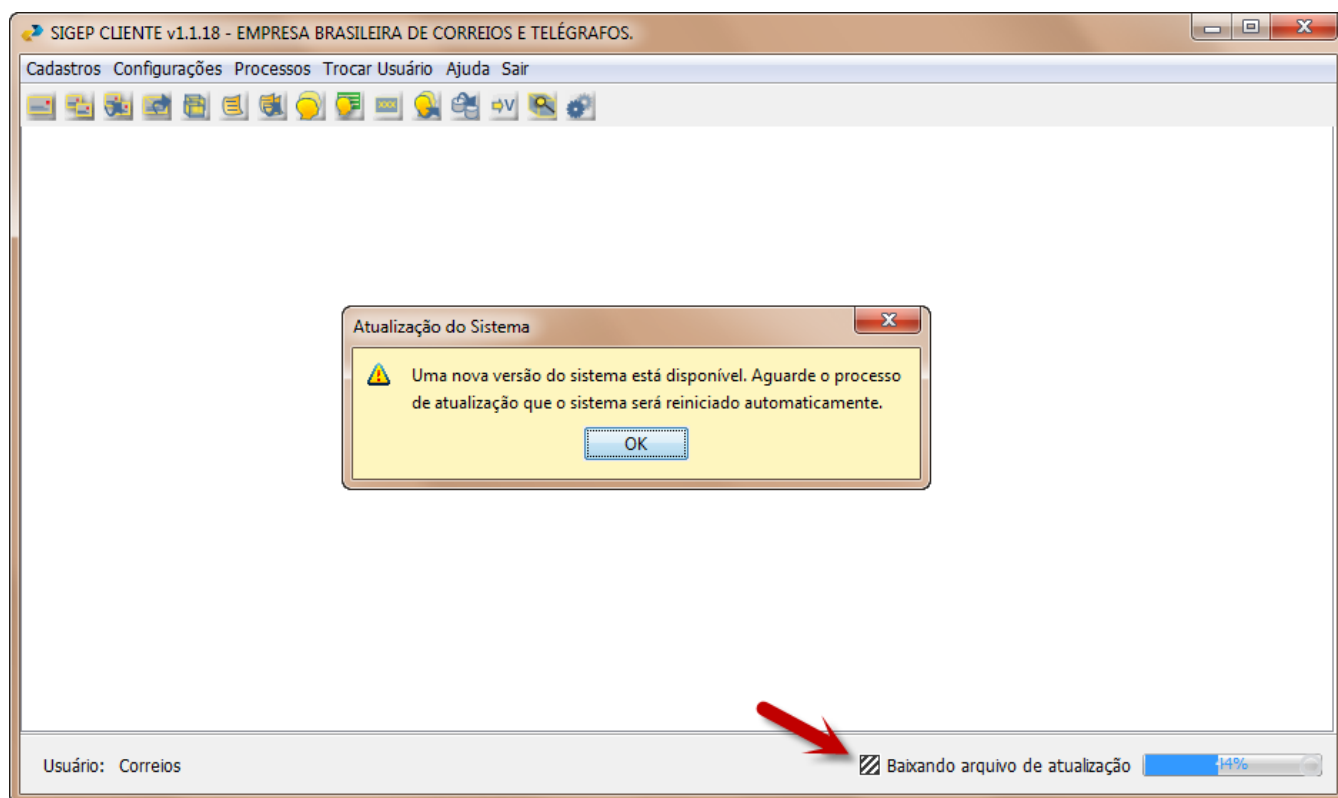 SIGEP CLIENTE v1.1.18 - EMPRESA BRASILEIRA DE CORREIOS E TELÉGRAFOS.
Cadastros Configurações Processos Trocar Usuário Ajuda Sair
Atualização do Sistema
Uma nova versão do sistema está disponível. Aguarde o processo
de atualização que o sistema será reiniciado automaticamente.
OK
Usuário: Correios
Baixando arquivo de atualização